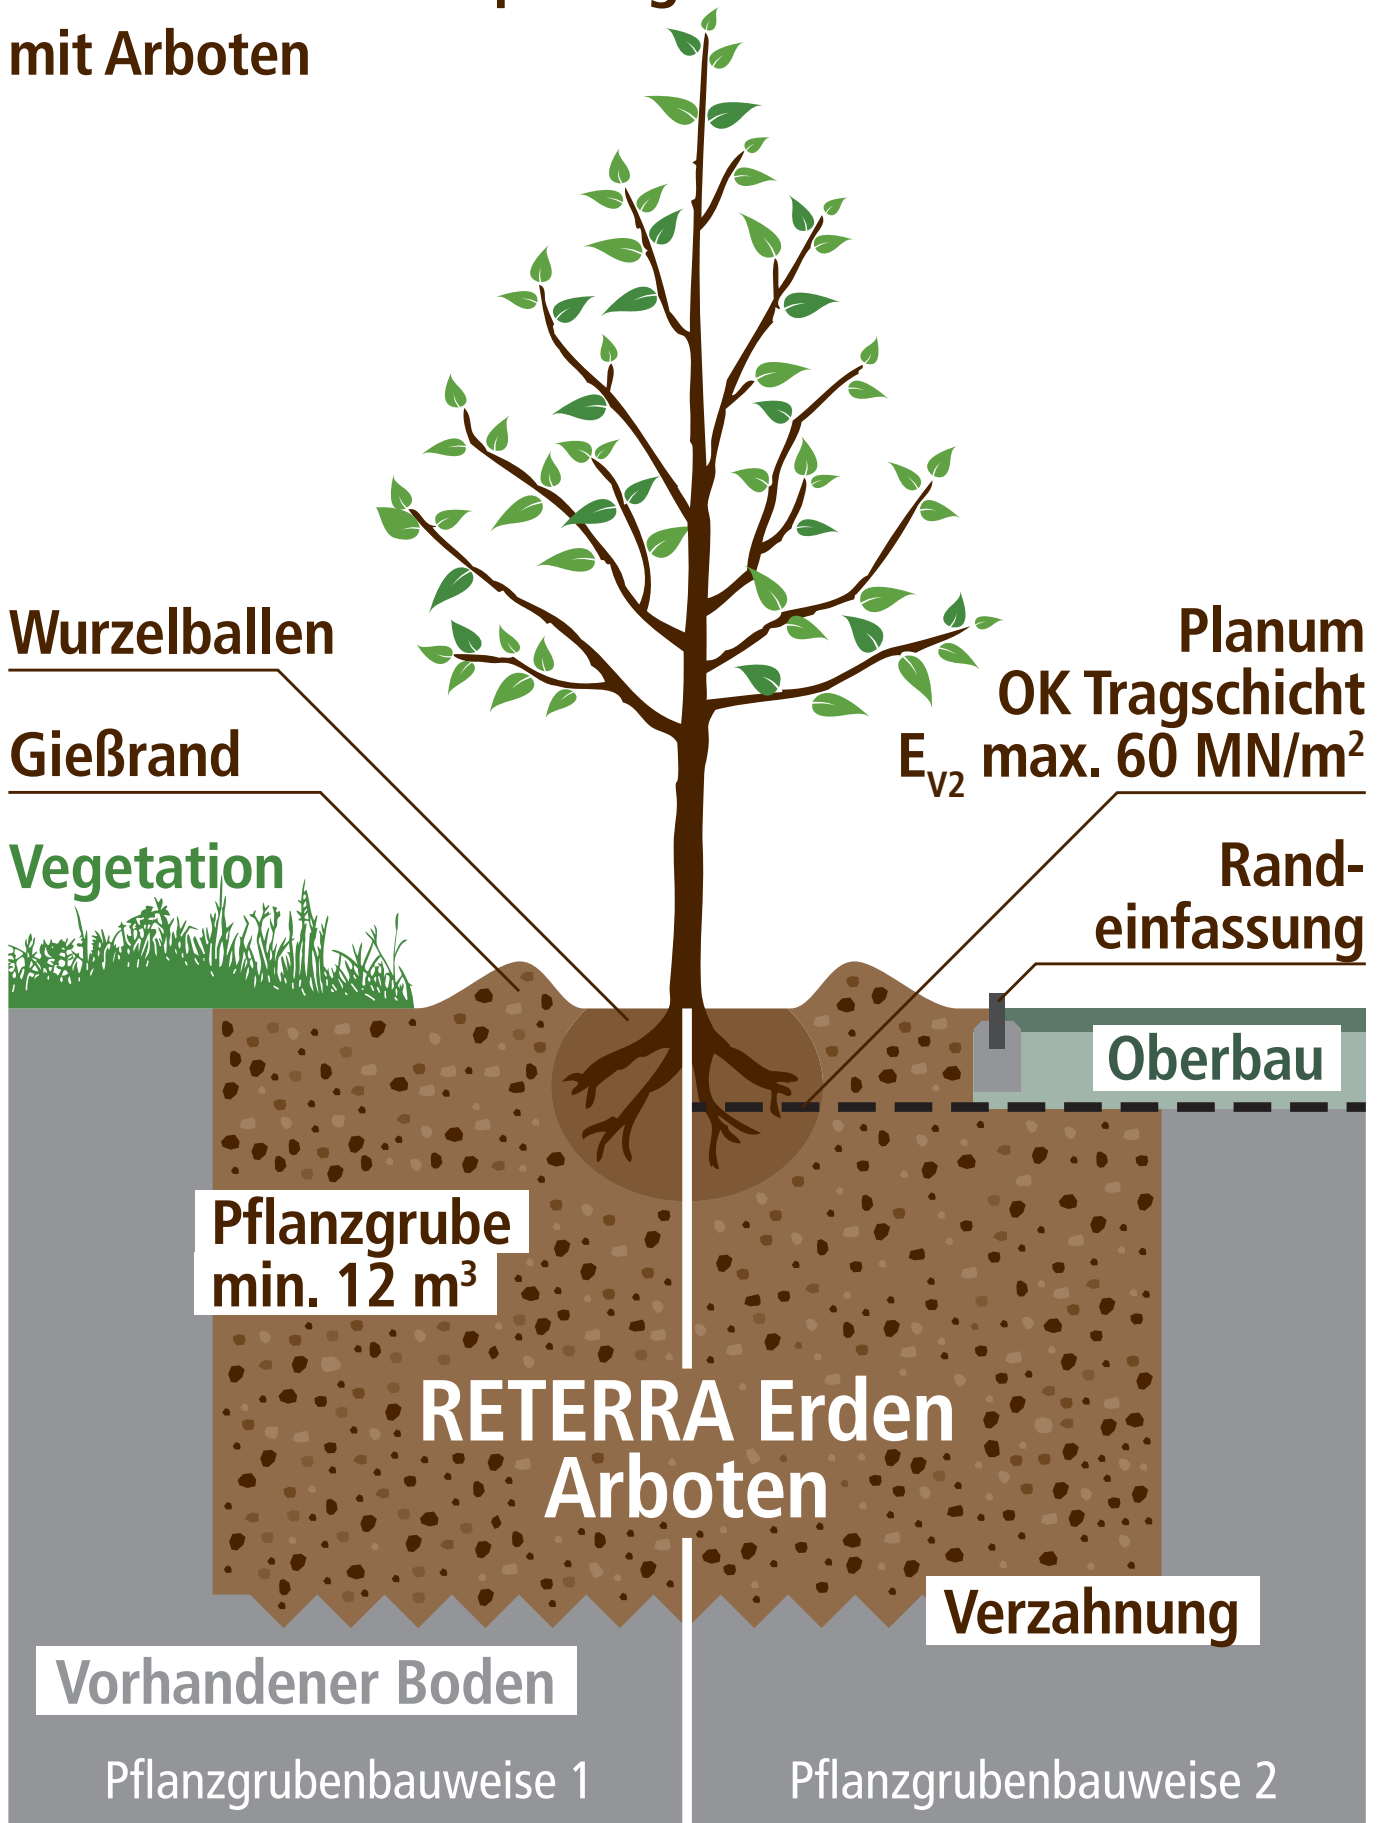 mit Arboten
Wurzelballen
Gießrand
Vegetation
Planum
OK Tragschicht
EV2 max. 60 MN/m²
Rand-
einfassung
Oberbau
Pflanzgrube
min. 12 m³
RETERRA Erden
Arboten
Verzahnung
Vorhandener Boden
Pflanzgrubenbauweise 1
Pflanzgrubenbauweise 2